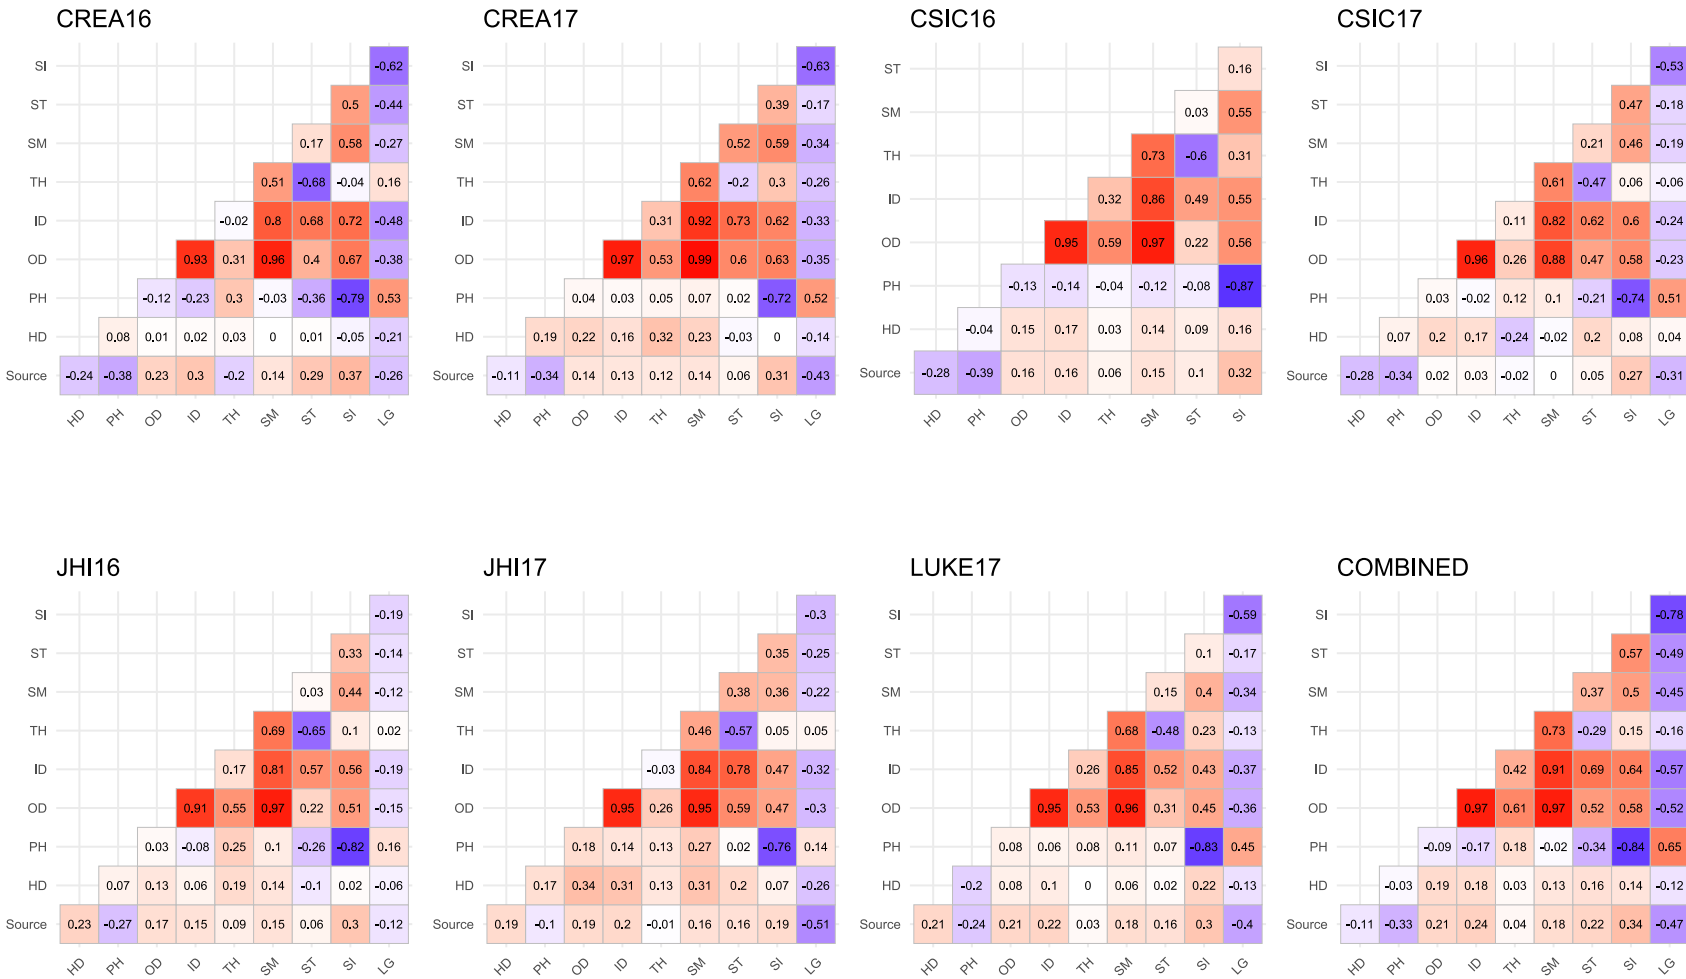 CREA16 CREA17 CSIC16 CSIC17
SI -0.62
ST 0.5 -0.44
SM 0.17 0.58 -0.27
TH 0.51 -0.68 -0.04 0.16
ID -0.02 0.8 0.68 0.72 -0.48
OD 0.93 0.31 0.96 0.4 0.67 -0.38
PH -0.12 -0.23 0.3 -0.03 -0.36 -0.79 0.53
HD 0.08 0.01 0.02 0.03 0 0.01 -0.05 -0.21
Source -0.24 -0.38 0.23 0.3 -0.2 0.14 0.29 0.37 -0.26
HD PH OD ID TH SM ST SI LG
SI -0.63
ST 0.39 -0.17
SM 0.52 0.59 -0.34
TH 0.62 -0.2 0.3 -0.26
ID 0.31 0.92 0.73 0.62 -0.33
OD 0.97 0.53 0.99 0.6 0.63 -0.35
PH 0.04 0.03 0.05 0.07 0.02 -0.72 0.52
HD 0.19 0.22 0.16 0.32 0.23 -0.03 0 -0.14
Source -0.11 -0.34 0.14 0.13 0.12 0.14 0.06 0.31 -0.43
HD PH OD ID TH SM ST SI LG
ST 0.16
SM 0.03 0.55
TH 0.73 -0.6 0.31
ID 0.32 0.86 0.49 0.55
OD 0.95 0.59 0.97 0.22 0.56
PH -0.13 -0.14 -0.04 -0.12 -0.08 -0.87
HD -0.04 0.15 0.17 0.03 0.14 0.09 0.16
Source -0.28 -0.39 0.16 0.16 0.06 0.15 0.1 0.32
HD PH OD ID TH SM ST SI
SI -0.53
ST 0.47 -0.18
SM 0.21 0.46 -0.19
TH 0.61 -0.47 0.06 -0.06
ID 0.11 0.82 0.62 0.6 -0.24
OD 0.96 0.26 0.88 0.47 0.58 -0.23
PH 0.03 -0.02 0.12 0.1 -0.21 -0.74 0.51
HD 0.07 0.2 0.17 -0.24 -0.02 0.2 0.08 0.04
Source -0.28 -0.34 0.02 0.03 -0.02 0 0.05 0.27 -0.31
HD PH OD ID TH SM ST SI LG
JHI16 JHI17 LUKE17 COMBINED
SI -0.19
ST 0.33 -0.14
SM 0.03 0.44 -0.12
TH 0.69 -0.65 0.1 0.02
ID 0.17 0.81 0.57 0.56 -0.19
OD 0.91 0.55 0.97 0.22 0.51 -0.15
PH 0.03 -0.08 0.25 0.1 -0.26 -0.82 0.16
HD 0.07 0.13 0.06 0.19 0.14 -0.1 0.02 -0.06
Source 0.23 -0.27 0.17 0.15 0.09 0.15 0.06 0.3 -0.12
HD PH OD ID TH SM ST SI LG
SI -0.3
ST 0.35 -0.25
SM 0.38 0.36 -0.22
TH 0.46 -0.57 0.05 0.05
ID -0.03 0.84 0.78 0.47 -0.32
OD 0.95 0.26 0.95 0.59 0.47 -0.3
PH 0.18 0.14 0.13 0.27 0.02 -0.76 0.14
HD 0.17 0.34 0.31 0.13 0.31 0.2 0.07 -0.26
Source 0.19 -0.1 0.19 0.2 -0.01 0.16 0.16 0.19 -0.51
HD PH OD ID TH SM ST SI LG
SI -0.59
ST 0.1 -0.17
SM 0.15 0.4 -0.34
TH 0.68 -0.48 0.23 -0.13
ID 0.26 0.85 0.52 0.43 -0.37
OD 0.95 0.53 0.96 0.31 0.45 -0.36
PH 0.08 0.06 0.08 0.11 0.07 -0.83 0.45
HD -0.2 0.08 0.1 0 0.06 0.02 0.22 -0.13
Source 0.21 -0.24 0.21 0.22 0.03 0.18 0.16 0.3 -0.4
HD PH OD ID TH SM ST SI LG
SI -0.78
ST 0.57 -0.49
SM 0.37 0.5 -0.45
TH 0.73 -0.29 0.15 -0.16
ID 0.42 0.91 0.69 0.64 -0.57
OD 0.97 0.61 0.97 0.52 0.58 -0.52
PH -0.09 -0.17 0.18 -0.02 -0.34 -0.84 0.65
HD -0.03 0.19 0.18 0.03 0.13 0.16 0.14 -0.12
Source -0.11 -0.33 0.21 0.24 0.04 0.18 0.22 0.34 -0.47
HD PH OD ID TH SM ST SI LG